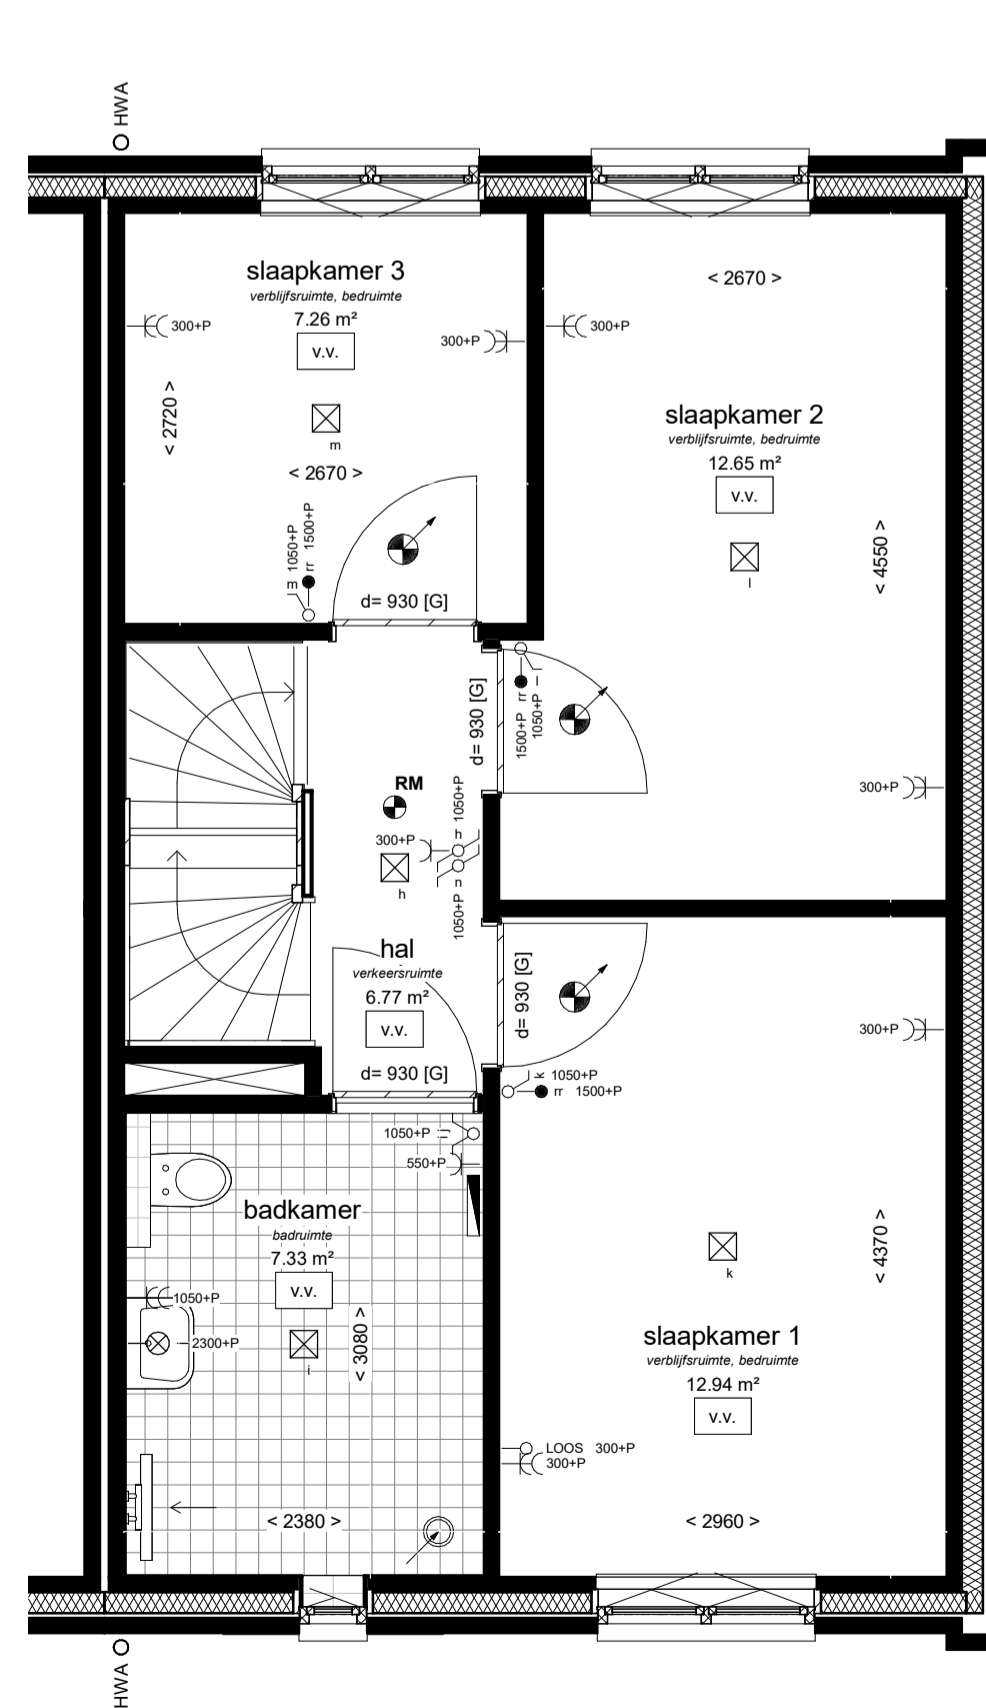 HWA
slaapkamer 3
verblijfsruimte, bedruimte
7.26 m²
v.v.
300+P
300+P
< 2720 >
m
< 2670 >
m 1050+P
rr 1500+P
d= 930 [G]
< 2670 >
300+P
slaapkamer 2
verblijfsruimte, bedruimte
12.65 m²
v.v.
l
< 4550 >
d= 930 [G]
1500+P rr
1050+P l
300+P
RM
300+P
h 1050+P
h
1050+P n
hal
verkeersruimte
6.77 m²
v.v.
d= 930 [G]
d= 930 [G]
300+P
k 1050+P
rr 1500+P
1050+P ij
550+P
badkamer
badruimte
7.33 m²
v.v.
1050+P
2300+P
i
< 3080 >
< 2380 >
k
< 4370 >
slaapkamer 1
verblijfsruimte, bedruimte
12.94 m²
v.v.
LOOS 300+P
300+P
< 2960 >
HWA